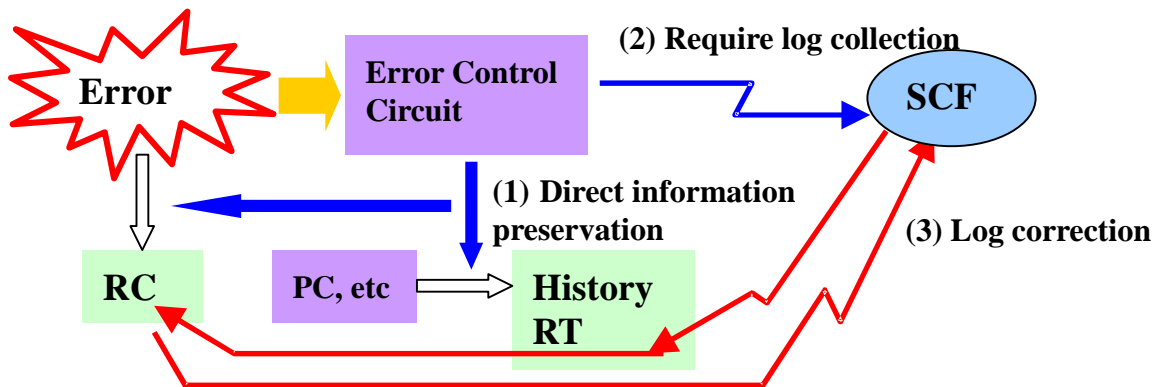 (2) Require log collection
Error
Error Control
Circuit
SCF
(1) Direct information
preservation
(3) Log correction
RC
PC, etc
History
RT